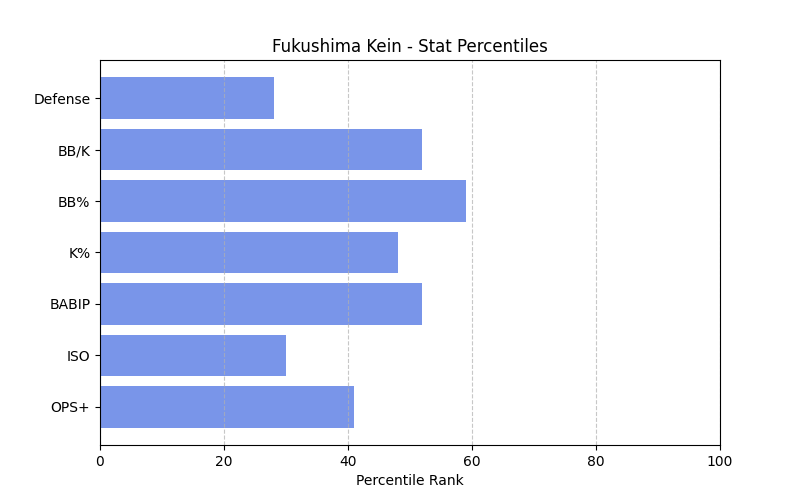 Fukushima Kein - Stat Percentiles
Defense
BB/K
BB%
K%
BABIP
ISO
OPS+
0 20 40 60 80 100
Percentile Rank